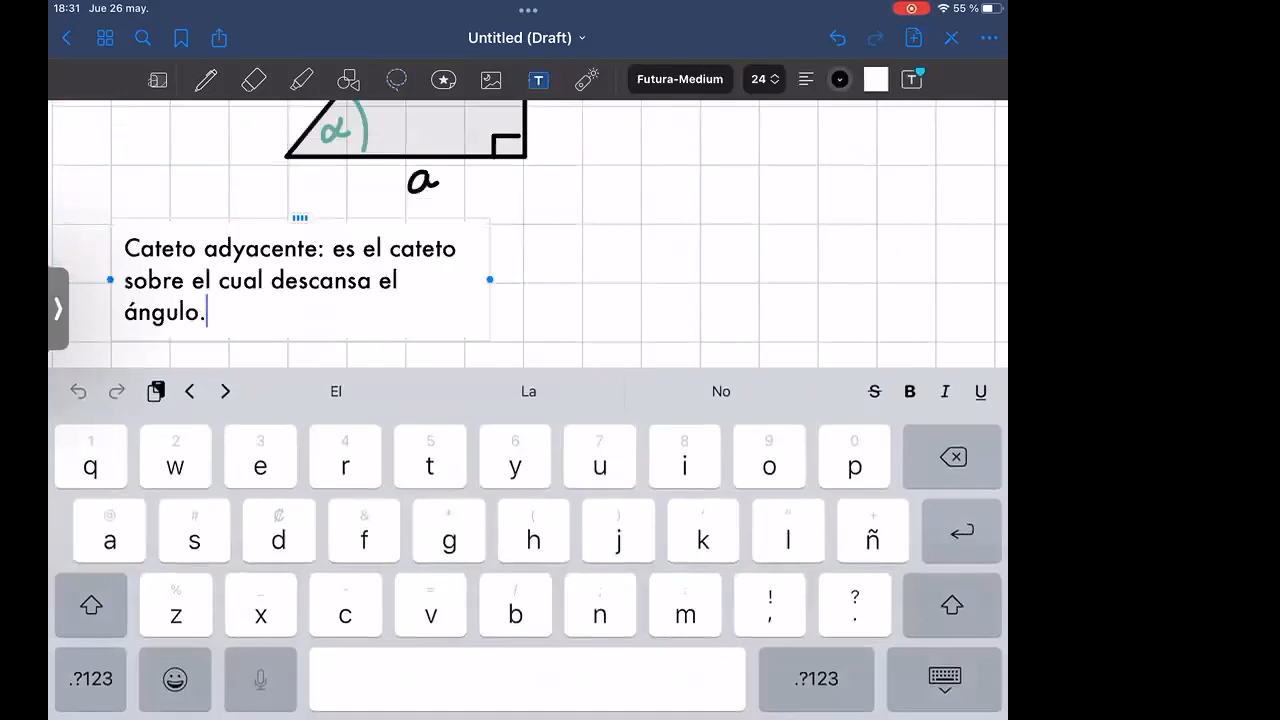 18:31 Jue 26 may. 55 %
Untitled (Draft)
T Futura-Medium 24 T
α
a
Cateto adyacente: es el cateto
sobre el cual descansa el
ángulo.
El La No S B I U
1 2 3 4 5 6 7 8 9 0
q w e r t y u i o p
@ # ₡ & * ( ) ' " +
a s d f g h j k l ñ
% _ - = / ; : ! ?
z x c v b n m , .
.?123 .?123